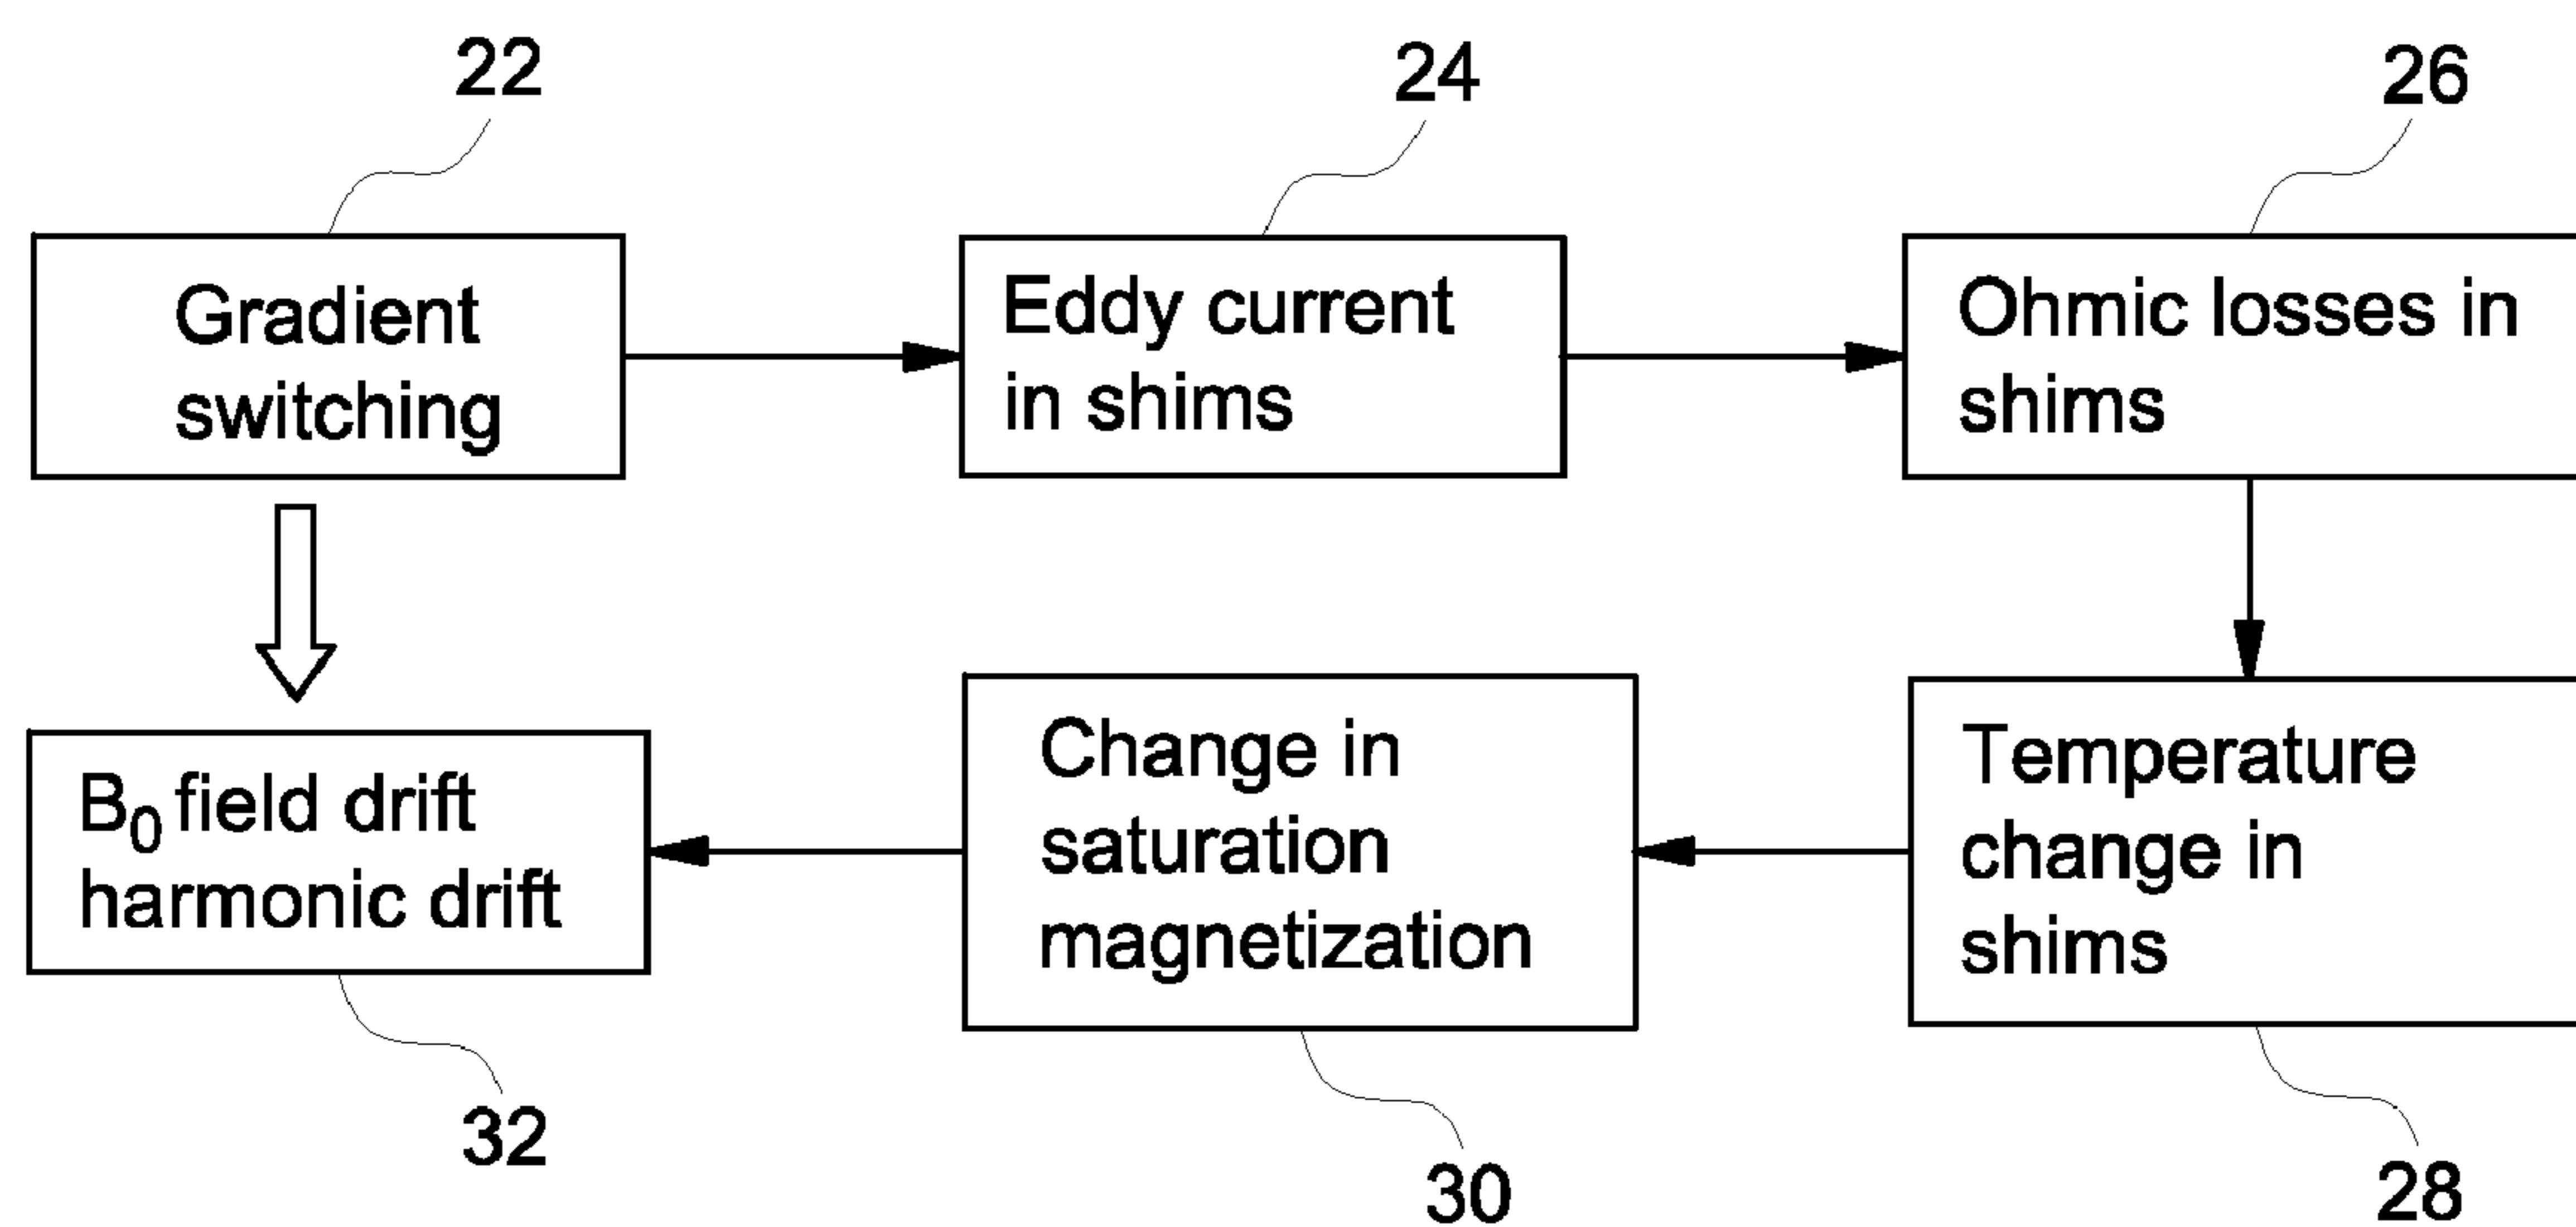 22
24
26
Gradient
switching
Eddy current
in shims
Ohmic losses in
shims
B₀ field drift
harmonic drift
Change in
saturation
magnetization
Temperature
change in
shims
32
30
28